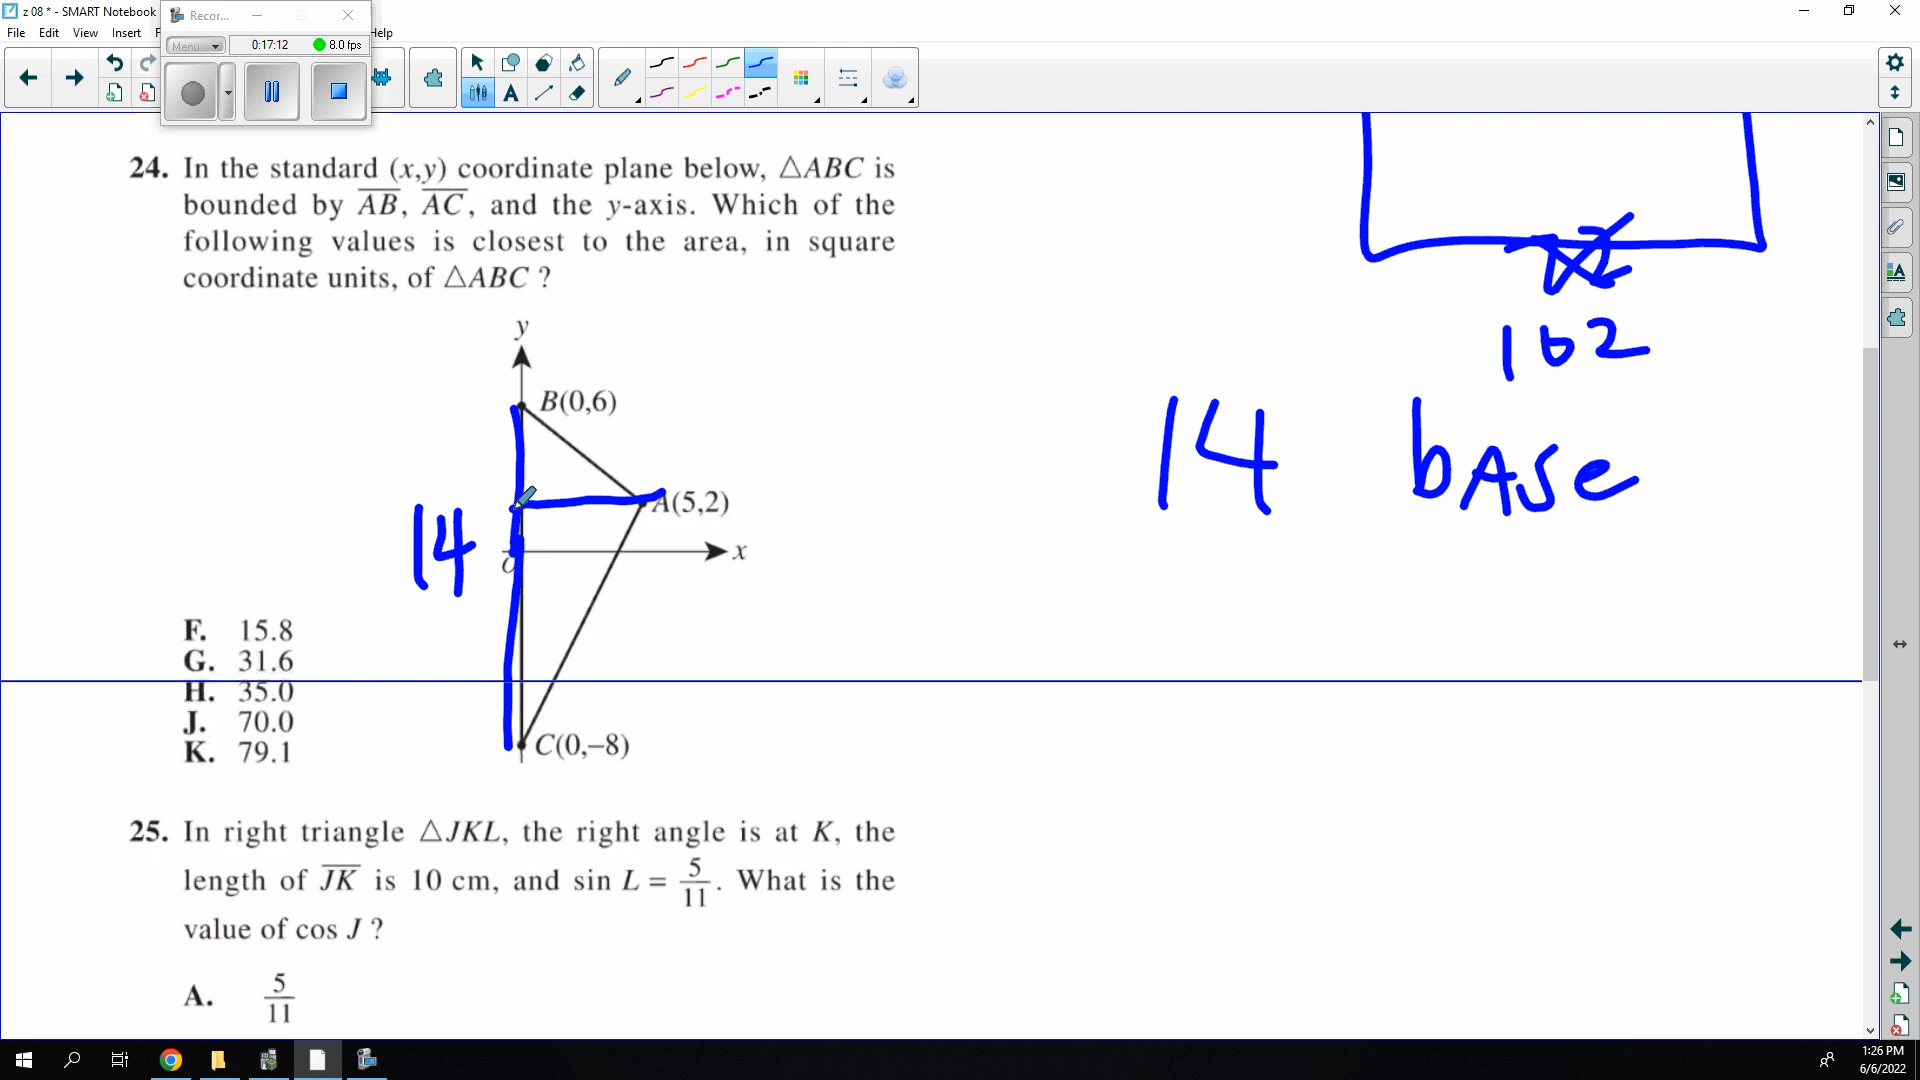 z 08 * - SMART Notebook
Recor...
File Edit View Insert
elp
Menu
0:17:12
8.0 fps
24. In the standard (x,y) coordinate plane below, △ABC is
bounded by AB, AC, and the y-axis. Which of the
following values is closest to the area, in square
coordinate units, of △ABC ?
y
B(0,6)
A(5,2)
x
O
C(0,–8)
14
F. 15.8
G. 31.6
H. 35.0
J. 70.0
K. 79.1
102
14 bASe
25. In right triangle △JKL, the right angle is at K, the
length of JK is 10 cm, and sin L = 5/11. What is the
value of cos J ?
A. 5/11
1:26 PM
6/6/2022